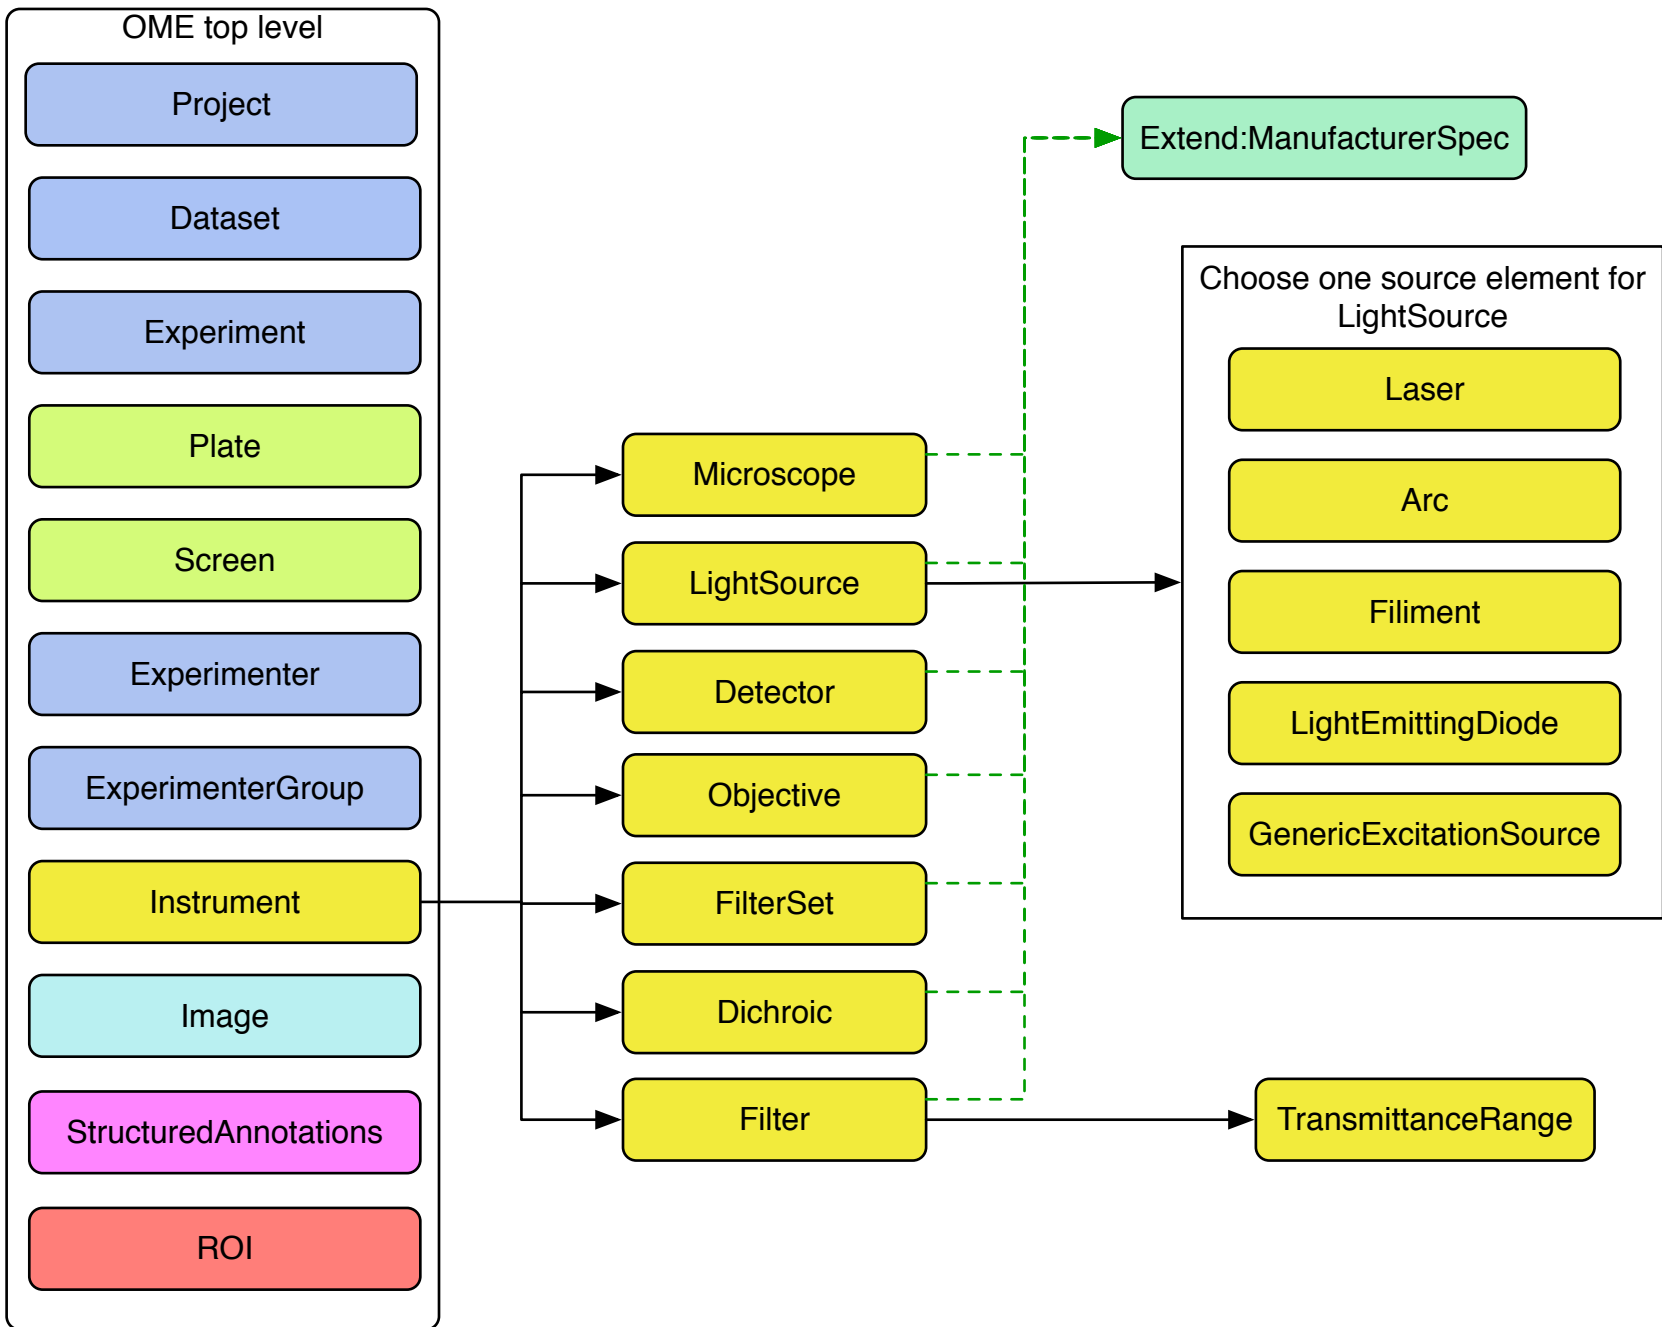 OME top level
Project
Dataset
Experiment
Plate
Screen
Experimenter
ExperimenterGroup
Instrument
Image
StructuredAnnotations
ROI
Microscope
LightSource
Detector
Objective
FilterSet
Dichroic
Filter
Extend:ManufacturerSpec
Choose one source element for
LightSource
Laser
Arc
Filiment
LightEmittingDiode
GenericExcitationSource
TransmittanceRange